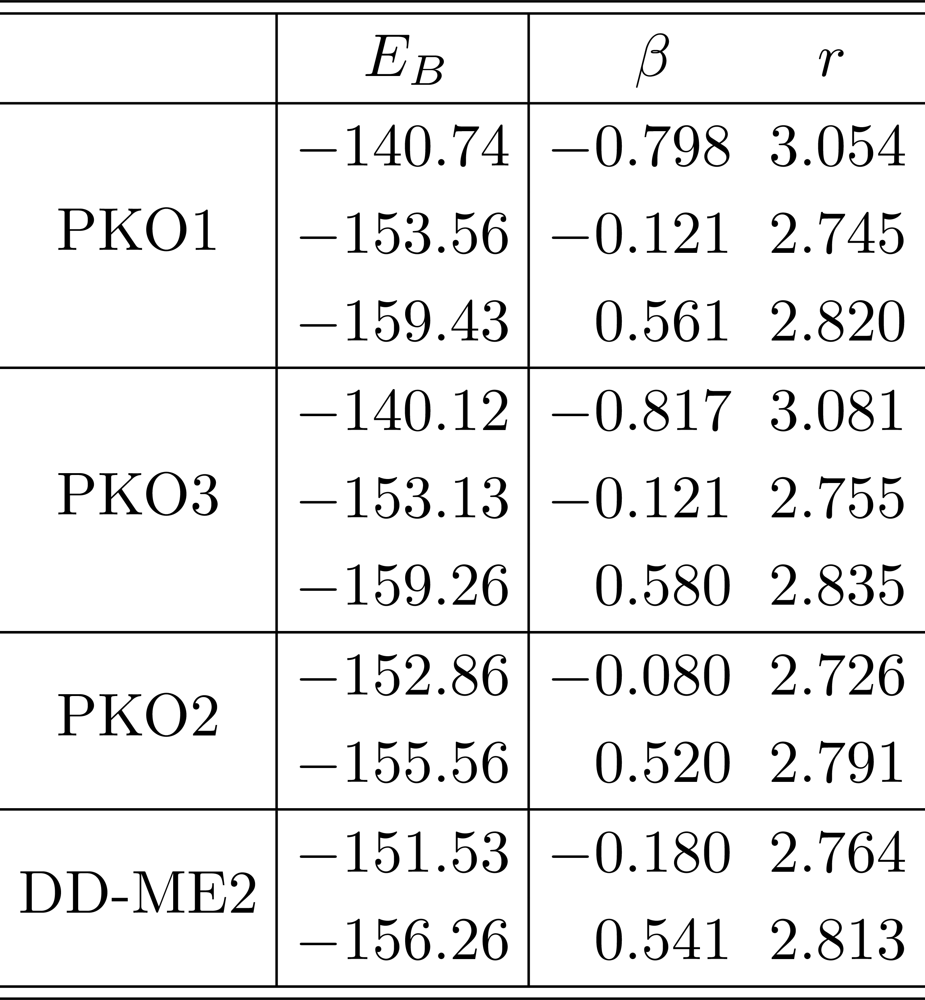 E_B β r
−140.74 −0.798 3.054
PKO1 −153.56 −0.121 2.745
−159.43 0.561 2.820
−140.12 −0.817 3.081
PKO3 −153.13 −0.121 2.755
−159.26 0.580 2.835
PKO2
−152.86 −0.080 2.726
−155.56 0.520 2.791
DD-ME2
−151.53 −0.180 2.764
−156.26 0.541 2.813